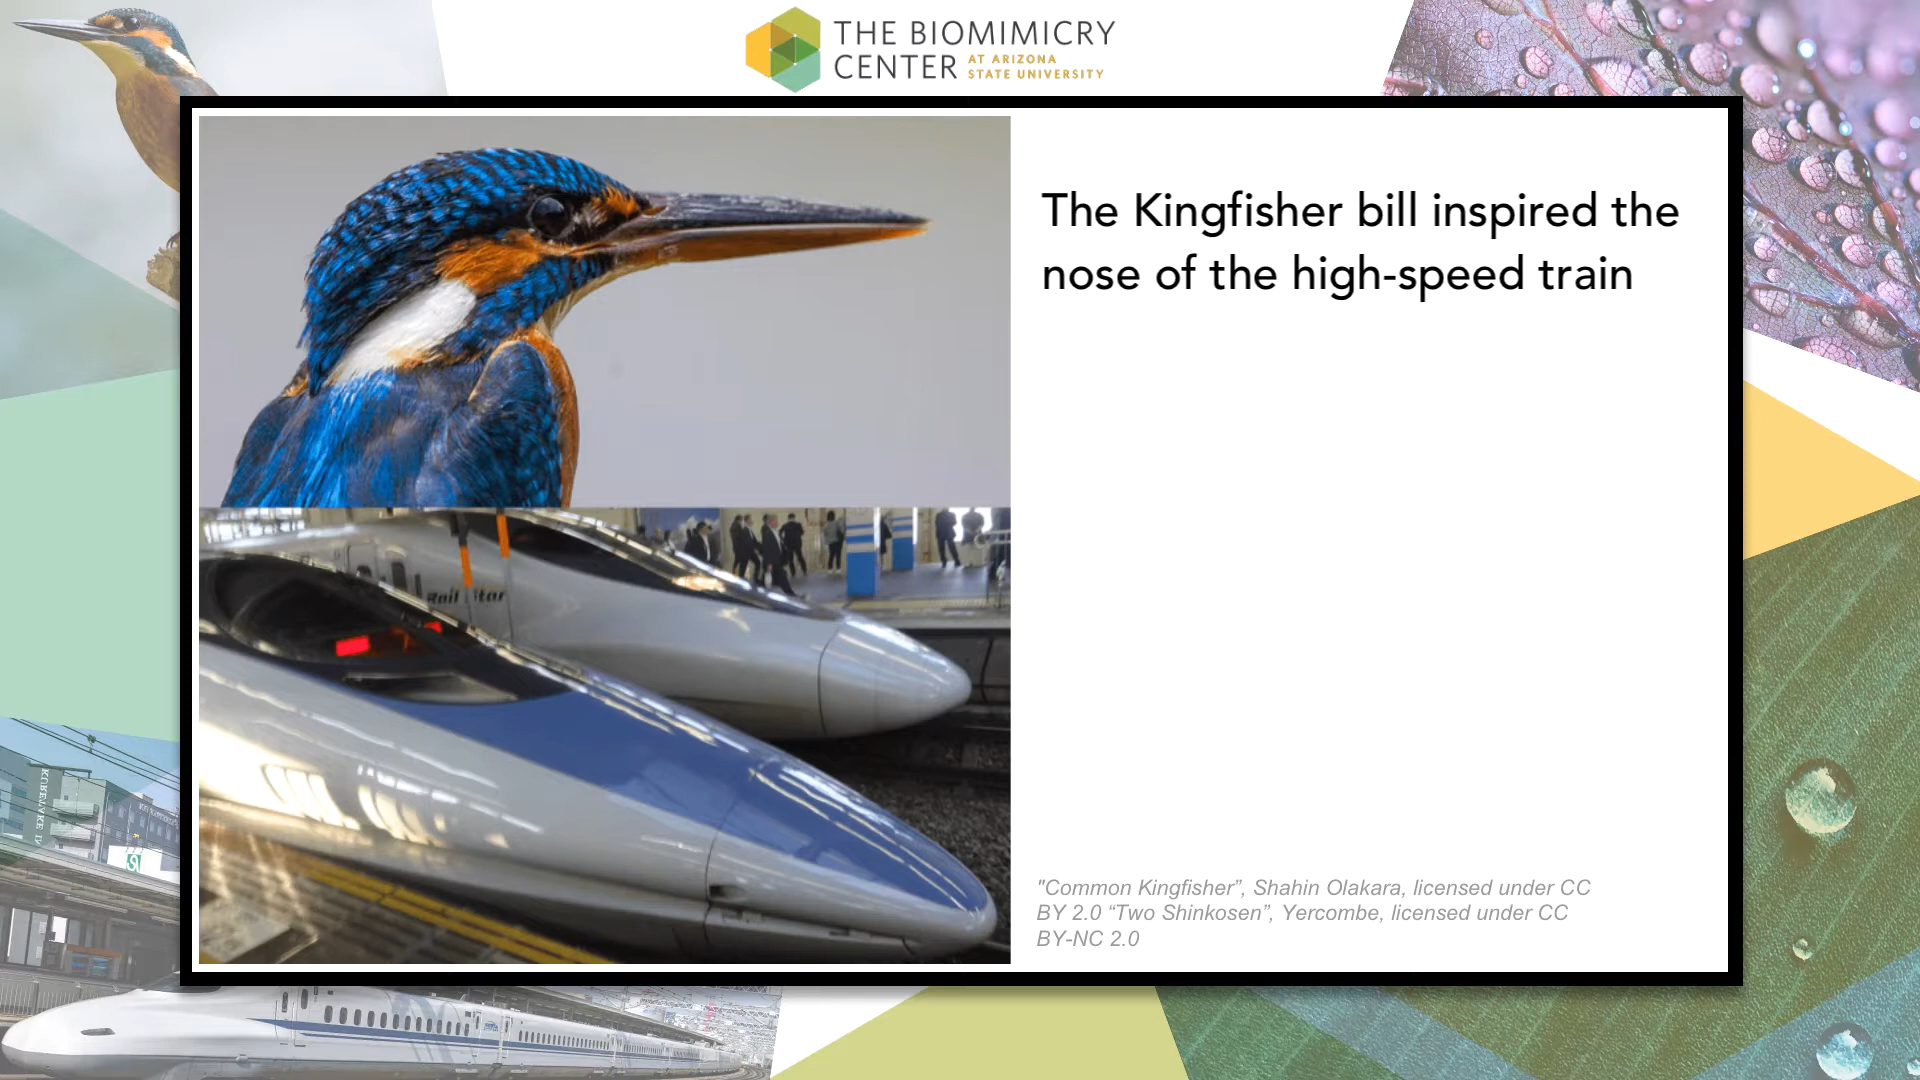 THE BIOMIMICRY
CENTER AT ARIZONA
STATE UNIVERSITY
The Kingfisher bill inspired the
nose of the high-speed train
Rail Star
"Common Kingfisher”, Shahin Olakara, licensed under CC
BY 2.0 “Two Shinkosen”, Yercombe, licensed under CC
BY-NC 2.0